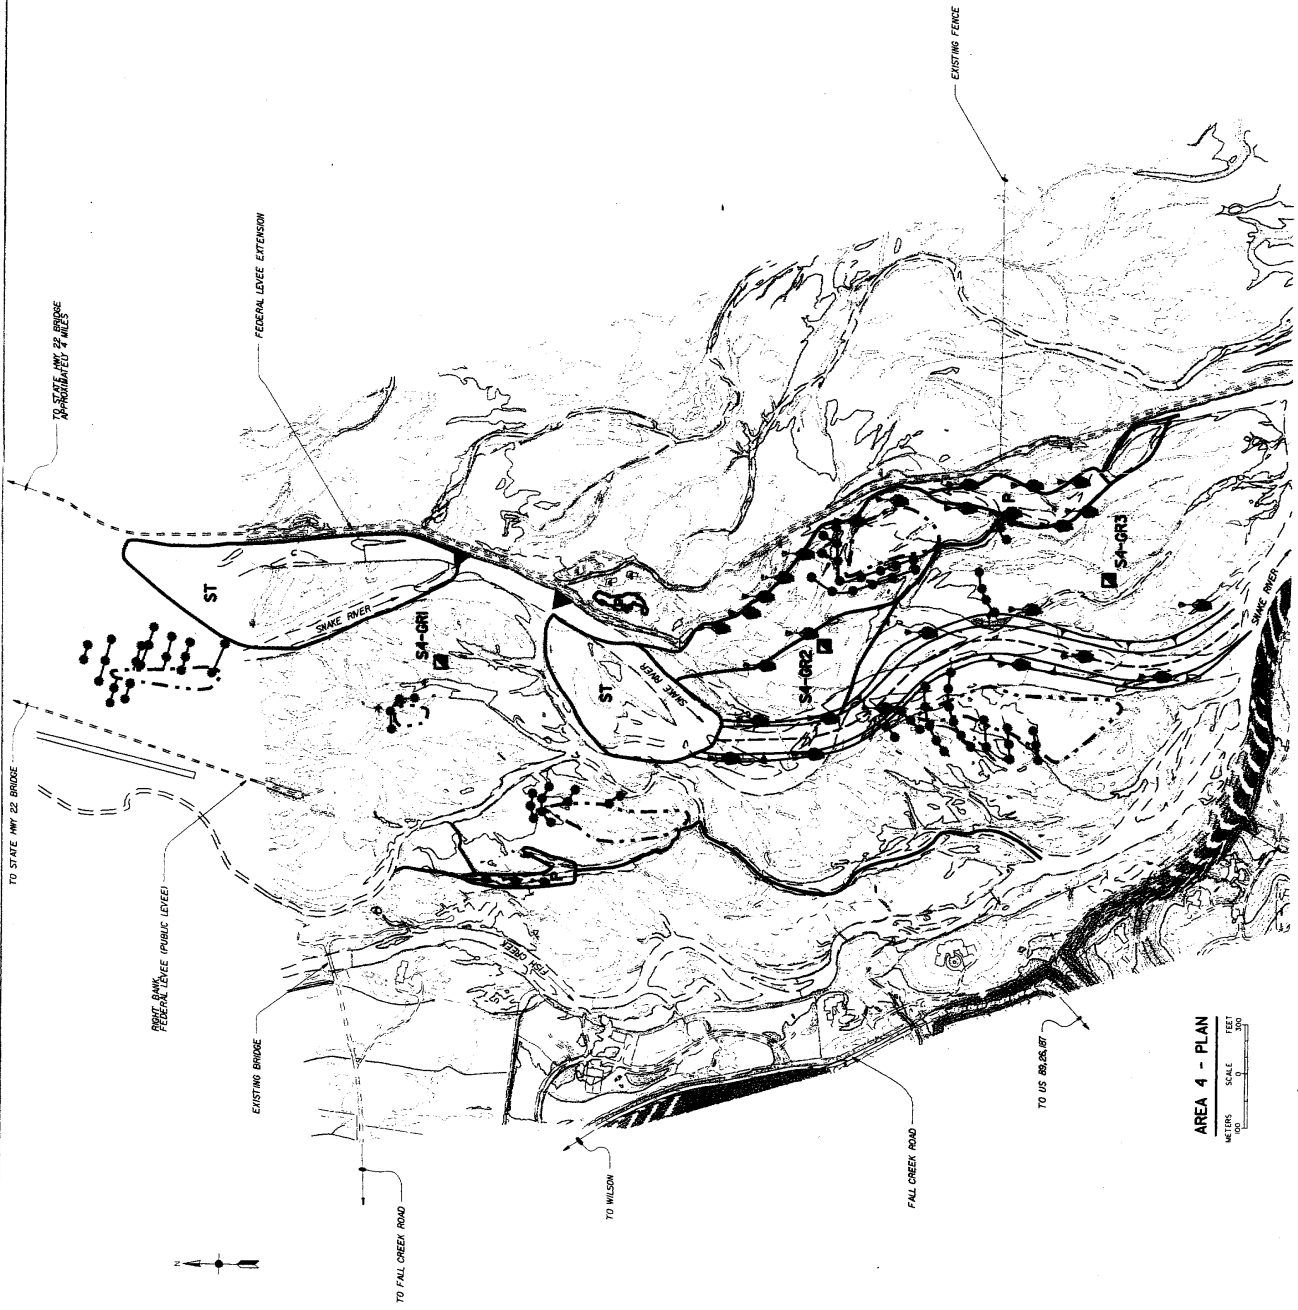 EXISTING FENCE
FEDERAL LEVEE EXTENSION
TO STATE HWY 22 BRIDGE
APPROXIMATELY 4 MILES
TO STATE HWY 22 BRIDGE
RIGHT BANK
FEDERAL LEVEE (PUBLIC LEVEE)
EXISTING BRIDGE
TO FALL CREEK ROAD
TO WILSON
FALL CREEK ROAD
TO US 89,26,187
ST
SNAKE RIVER
S4-GR1
ST
SNAKE RIVER
S4-GR2
S4-GR3
SNAKE RIVER
FISH CREEK
N
AREA 4 - PLAN
METERS SCALE FEET
100 0 300